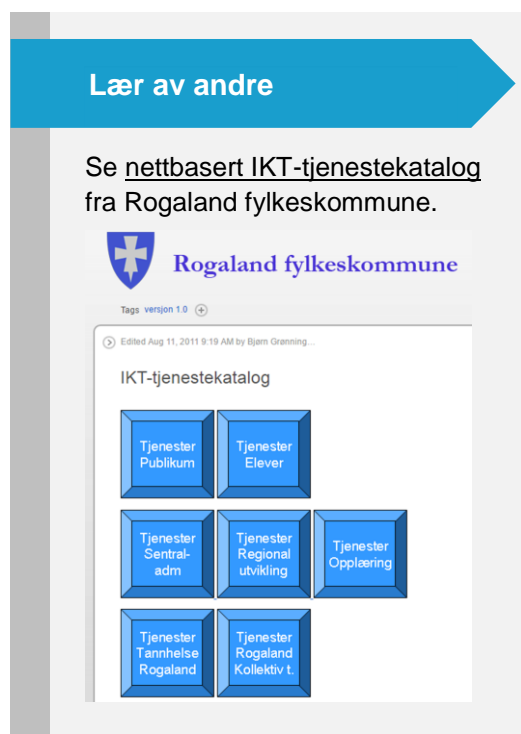 Lær av andre
Se nettbasert IKT-tjenestekatalog
fra Rogaland fylkeskommune.
Rogaland fylkeskommune
Tags versjon 1.0
Edited Aug 11, 2011 9:19 AM by Bjørn Grønning...
IKT-tjenestekatalog
Tjenester
Publikum
Tjenester
Elever
Tjenester
Sentral-
adm
Tjenester
Regional
utvikling
Tjenester
Opplæring
Tjenester
Tannhelse
Rogaland
Tjenester
Rogaland
Kollektiv t.